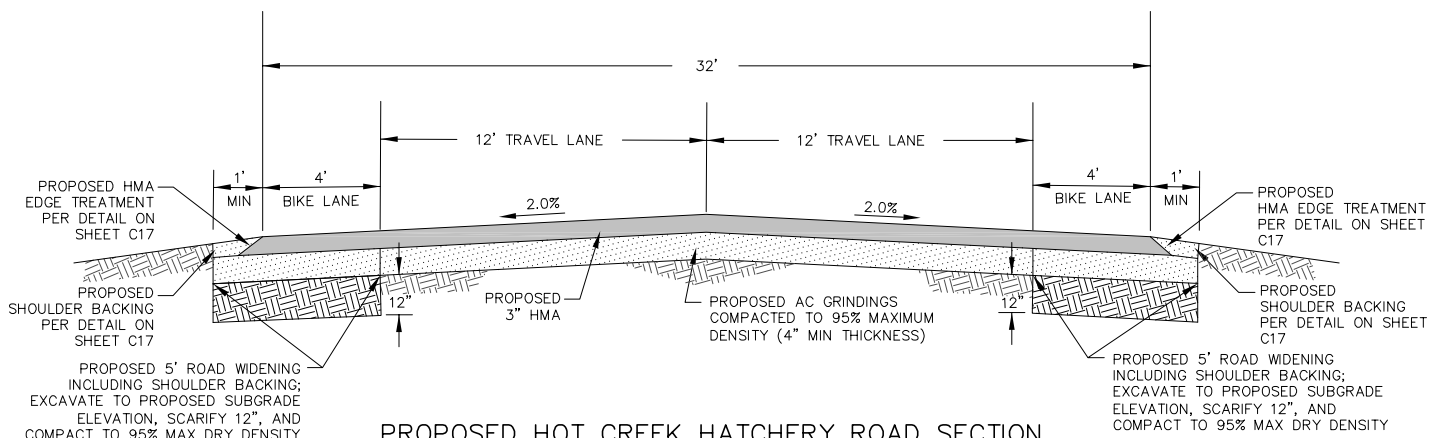 32'
12' TRAVEL LANE
12' TRAVEL LANE
1'
MIN
4'
BIKE LANE
4'
BIKE LANE
1'
MIN
2.0%
2.0%
PROPOSED HMA
EDGE TREATMENT
PER DETAIL ON
SHEET C17
PROPOSED
HMA EDGE TREATMENT
PER DETAIL ON SHEET
C17
PROPOSED
SHOULDER BACKING
PER DETAIL ON
SHEET C17
12"
PROPOSED
3" HMA
PROPOSED AC GRINDINGS
COMPACTED TO 95% MAXIMUM
DENSITY (4" MIN THICKNESS)
12"
PROPOSED
SHOULDER BACKING
PER DETAIL ON SHEET
C17
PROPOSED 5' ROAD WIDENING
INCLUDING SHOULDER BACKING;
EXCAVATE TO PROPOSED SUBGRADE
ELEVATION, SCARIFY 12", AND
COMPACT TO 95% MAX DRY DENSITY
PROPOSED 5' ROAD WIDENING
INCLUDING SHOULDER BACKING;
EXCAVATE TO PROPOSED SUBGRADE
ELEVATION, SCARIFY 12", AND
COMPACT TO 95% MAX DRY DENSITY
PROPOSED HOT CREEK HATCHERY ROAD SECTION